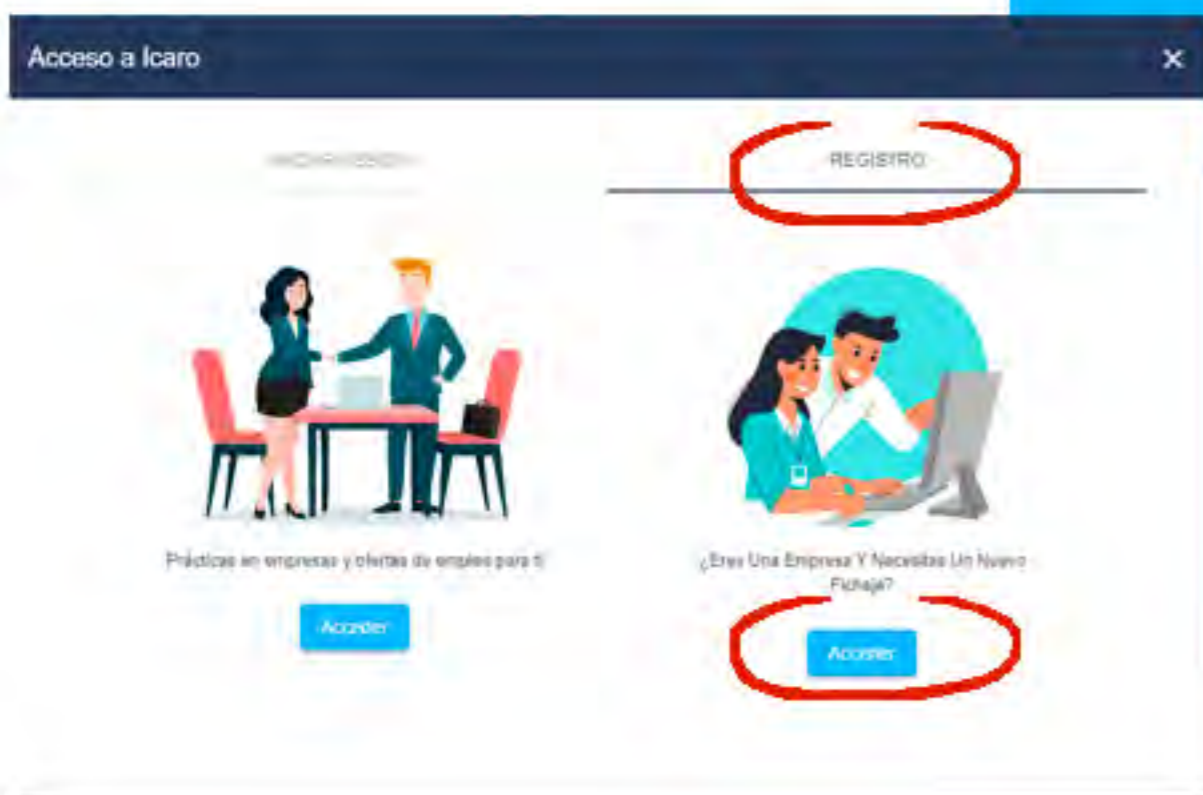 Acceso a Icaro
REGISTRO
Prácticas en empresas y ofertas de empleo para ti
Acceder
¿Eres Una Empresa Y Necesitas Un Nuevo
Fichaje?
Acceder